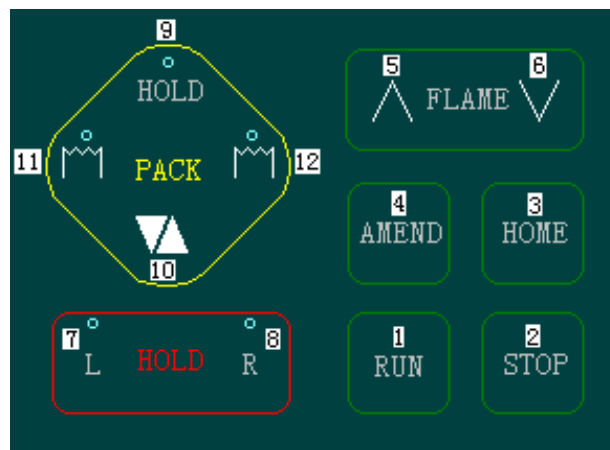 9
HOLD
11
PACK
12
10
5
6
FLAME
4
AMEND
3
HOME
7
8
L
HOLD
R
1
RUN
2
STOP